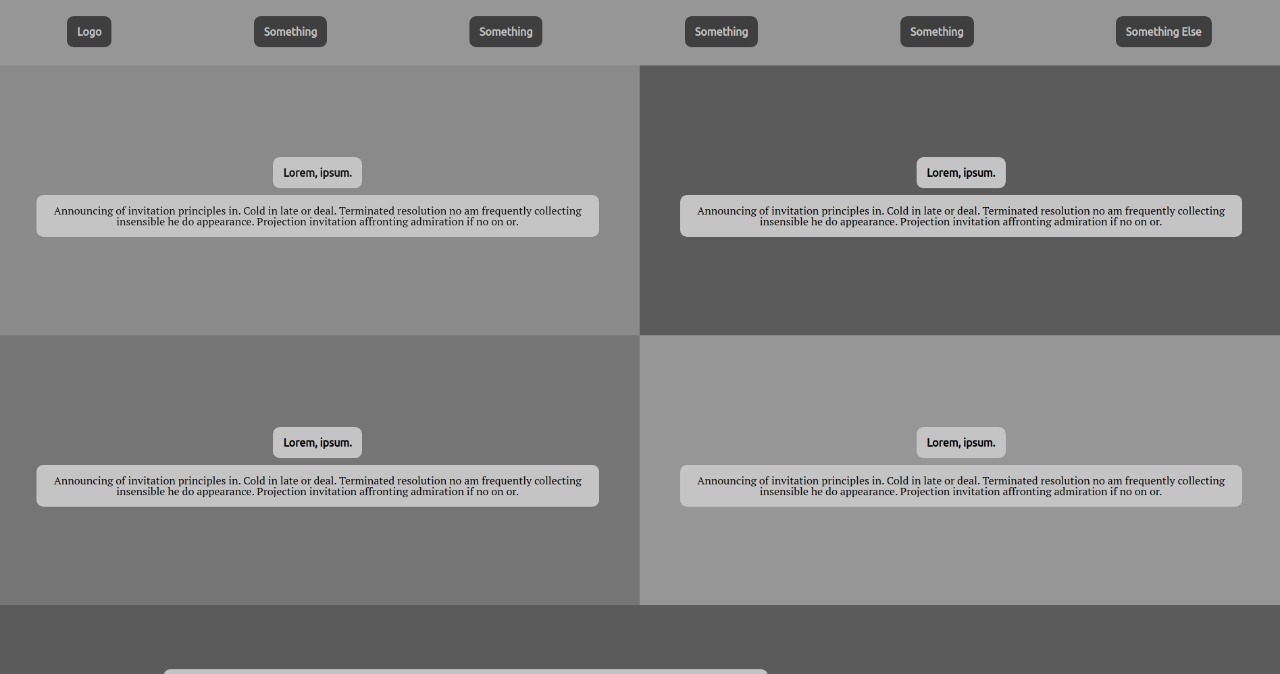 Logo
Something
Something
Something
Something
Something Else
Lorem, ipsum.
Announcing of invitation principles in. Cold in late or deal. Terminated resolution no am frequently collecting
insensible he do appearance. Projection invitation affronting admiration if no on or.
Lorem, ipsum.
Announcing of invitation principles in. Cold in late or deal. Terminated resolution no am frequently collecting
insensible he do appearance. Projection invitation affronting admiration if no on or.
Lorem, ipsum.
Announcing of invitation principles in. Cold in late or deal. Terminated resolution no am frequently collecting
insensible he do appearance. Projection invitation affronting admiration if no on or.
Lorem, ipsum.
Announcing of invitation principles in. Cold in late or deal. Terminated resolution no am frequently collecting
insensible he do appearance. Projection invitation affronting admiration if no on or.